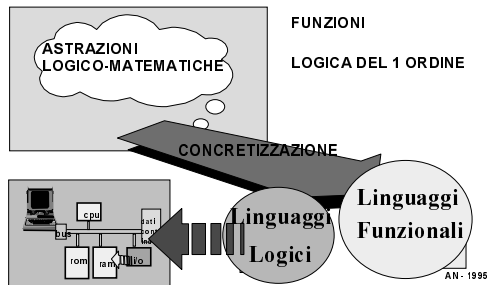 FUNZIONI
ASTRAZIONI
LOGICO-MATEMATICHE
LOGICA DEL 1 ORDINE
CONCRETIZZAZIONE
Linguaggi
Funzionali
Linguaggi
Logici
cpu
dati
bus
rom
ram
i/o
AN - 1995